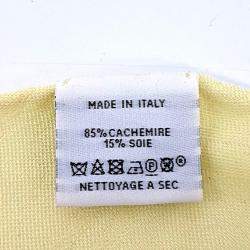 MADE IN ITALY
85% CACHEMIRE
15% SOIE
NETTOYAGE A SEC